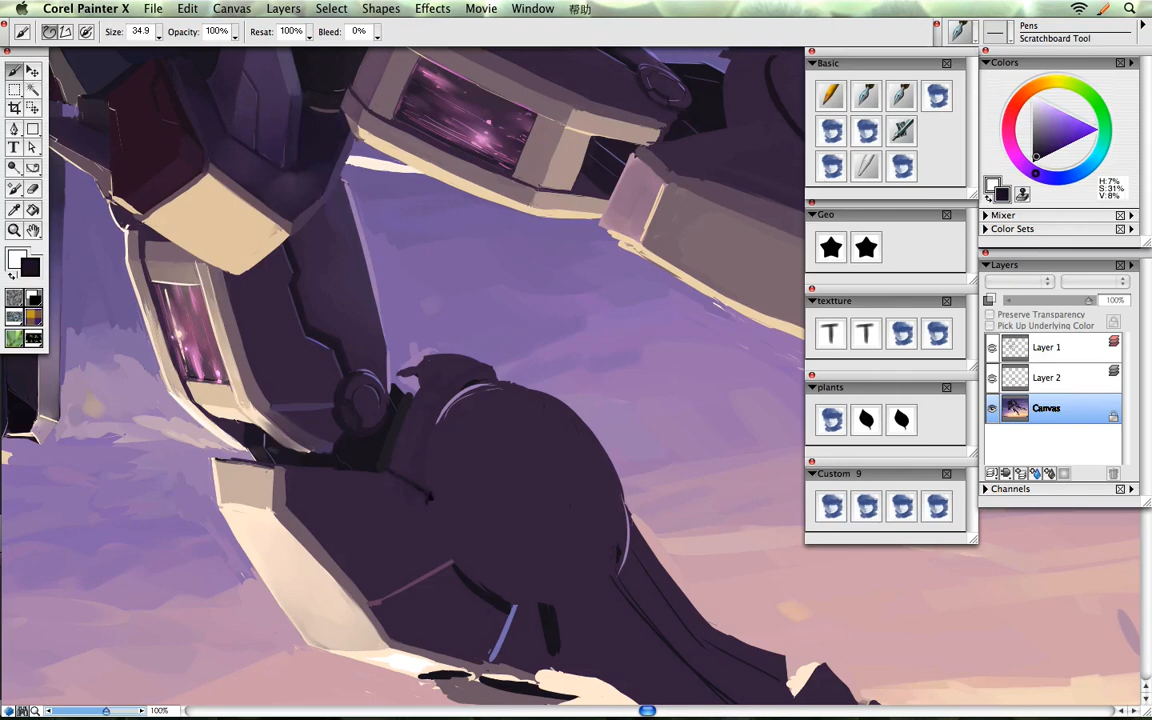 Corel Painter X File Edit Canvas Layers Select Shapes Effects Movie Window 帮助
Size: 34.9 Opacity: 100% Resat: 100% Bleed: 0%
Pens
Scratchboard Tool
Basic
Geo
textture
plants
Custom 9
Colors
H:7%
S:31%
V:8%
Mixer
Color Sets
Layers
100%
Preserve Transparency
Pick Up Underlying Color
Layer 1
Layer 2
Canvas
Channels
100%